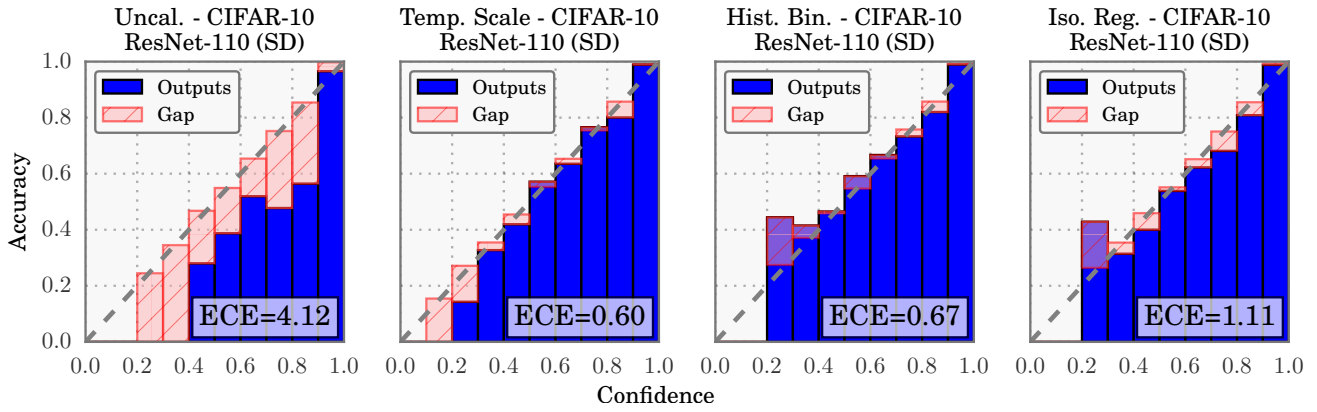 Uncal. - CIFAR-10
ResNet-110 (SD)
Temp. Scale - CIFAR-10
ResNet-110 (SD)
Hist. Bin. - CIFAR-10
ResNet-110 (SD)
Iso. Reg. - CIFAR-10
ResNet-110 (SD)
Accuracy
1.0
0.8
0.6
0.4
0.2
0.0
Outputs
Gap
ECE=4.12
0.0 0.2 0.4 0.6 0.8 1.0
Outputs
Gap
ECE=0.60
0.0 0.2 0.4 0.6 0.8 1.0
Outputs
Gap
ECE=0.67
0.0 0.2 0.4 0.6 0.8 1.0
Outputs
Gap
ECE=1.11
0.0 0.2 0.4 0.6 0.8 1.0
Confidence